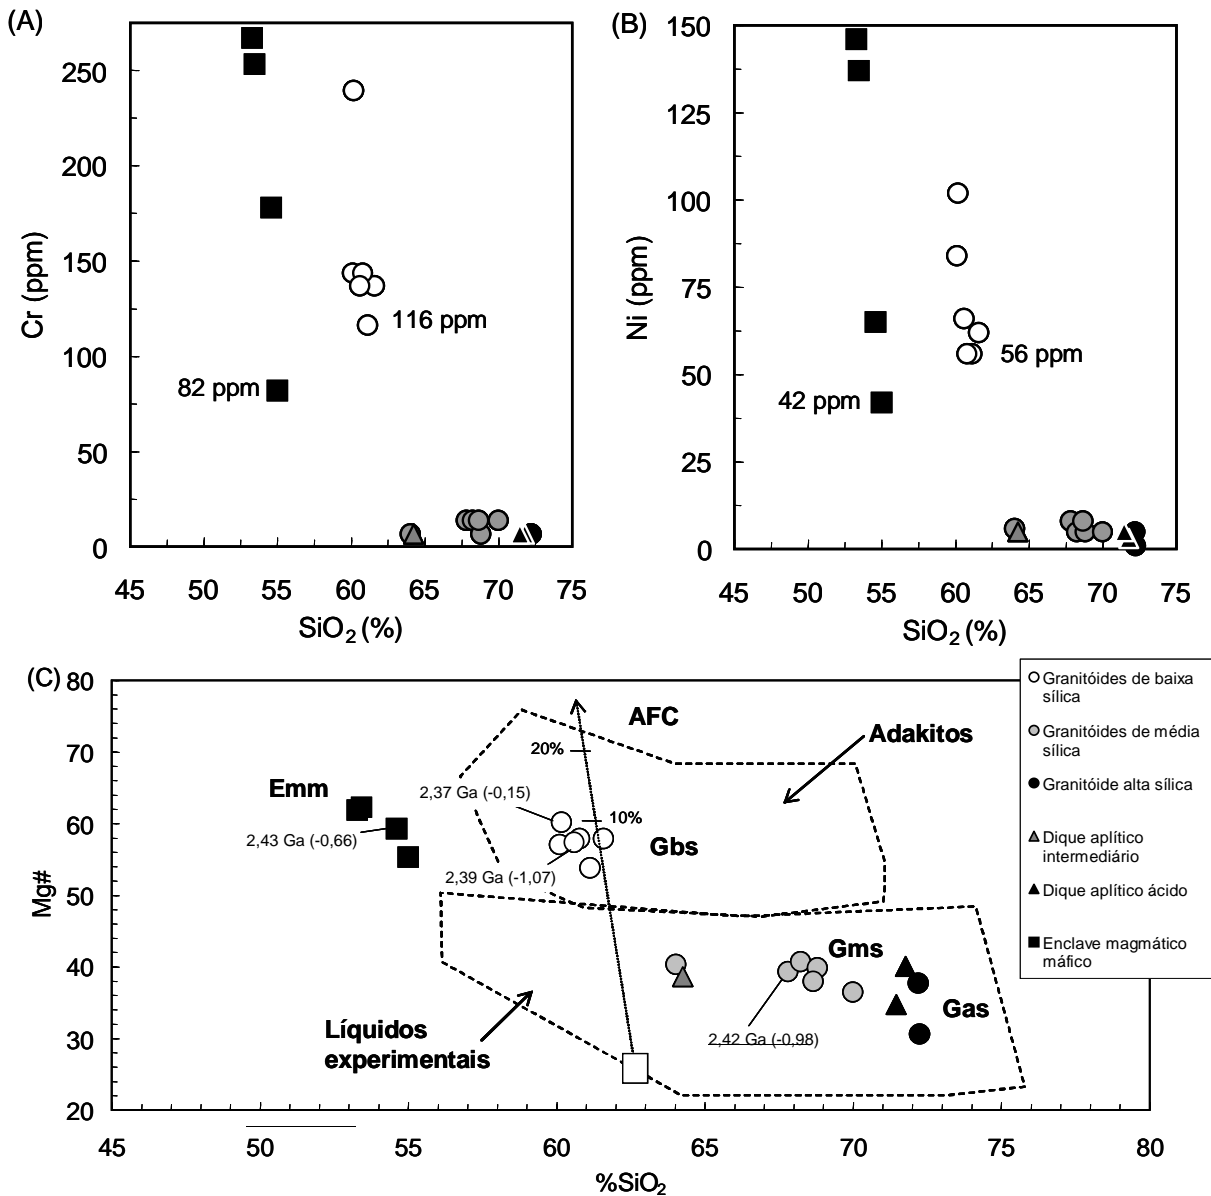 (A)
Cr (ppm)
250
200
150
100
50
0
116 ppm
82 ppm
45 50 55 60 65 70 75
SiO2 (%)
(B)
Ni (ppm)
150
125
100
75
50
25
0
56 ppm
42 ppm
45 50 55 60 65 70 75
SiO2 (%)
(C)
Mg#
80
70
60
50
40
30
20
AFC
Adakitos
20%
Emm
2,37 Ga (-0,15)
10%
2,43 Ga (-0,66)
Gbs
2,39 Ga (-1,07)
Gms
Gas
2,42 Ga (-0,98)
Líquidos
experimentais
45 50 55 60 65 70 75 80
%SiO2
Granitóides de baixa
sílica
Granitóides de média
sílica
Granitóide alta sílica
Dique aplítico
intermediário
Dique aplítico ácido
Enclave magmático
máfico